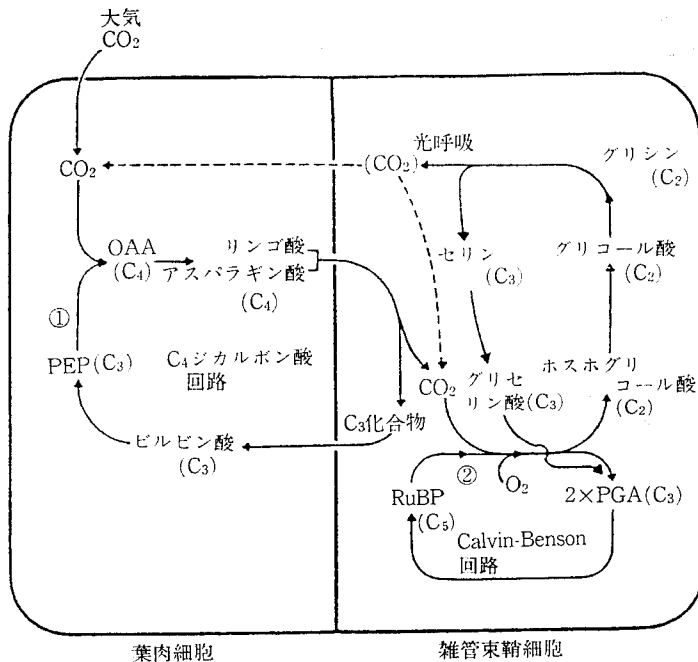 大気
CO₂
光呼吸
グリシン
(C₂)
CO₂
(CO₂)
OAA
(C₄)
リンゴ酸
アスパラギン酸
(C₄)
セリン
(C₃)
グリコール酸
(C₂)
①
PEP(C₃)
C₄ジカルボン酸
回路
CO₂
グリセ
リン酸(C₃)
ホスホグリ
コール酸
(C₂)
C₃化合物
ピルビン酸
(C₃)
②
O₂
RuBP
(C₅)
2×PGA(C₃)
Calvin-Benson
回路
葉肉細胞
雑管束鞘細胞